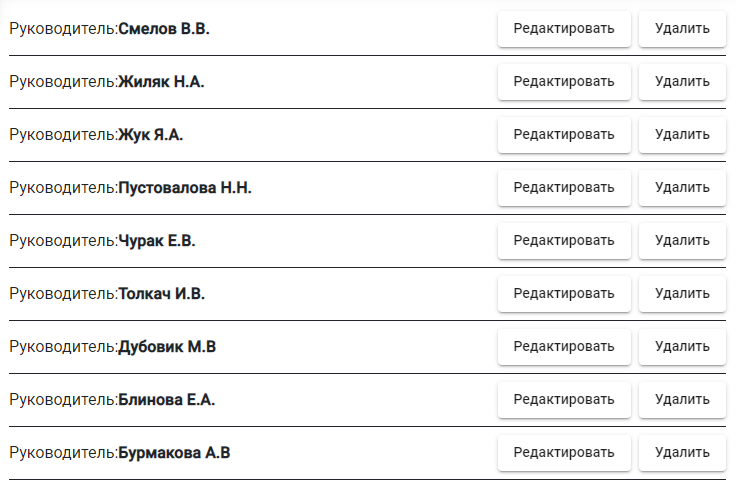 Руководитель:Смелов В.В. Редактировать Удалить
Руководитель:Жиляк Н.А. Редактировать Удалить
Руководитель:Жук Я.А. Редактировать Удалить
Руководитель:Пустовалова Н.Н. Редактировать Удалить
Руководитель:Чурак Е.В. Редактировать Удалить
Руководитель:Толкач И.В. Редактировать Удалить
Руководитель:Дубовик М.В Редактировать Удалить
Руководитель:Блинова Е.А. Редактировать Удалить
Руководитель:Бурмакова А.В Редактировать Удалить